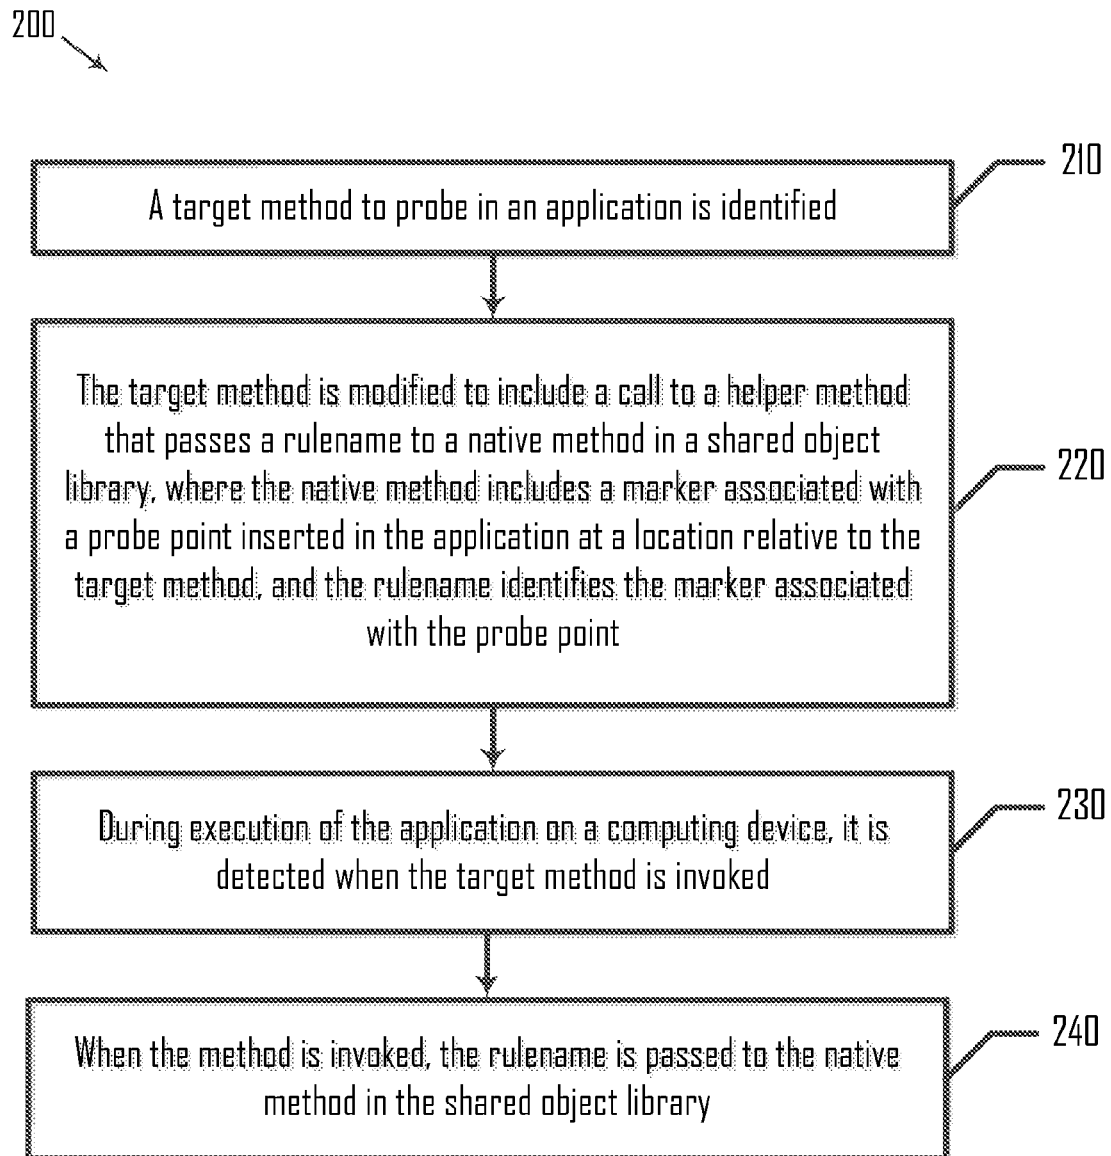 200
210
A target method to probe in an application is identified
The target method is modified to include a call to a helper method
that passes a rulename to a native method in a shared object
library, where the native method includes a marker associated with
a probe point inserted in the application at a location relative to the
target method, and the rulename identifies the marker associated
with the probe point
220
During execution of the application on a computing device, it is
detected when the target method is invoked
230
When the method is invoked, the rulename is passed to the native
method in the shared object library
240